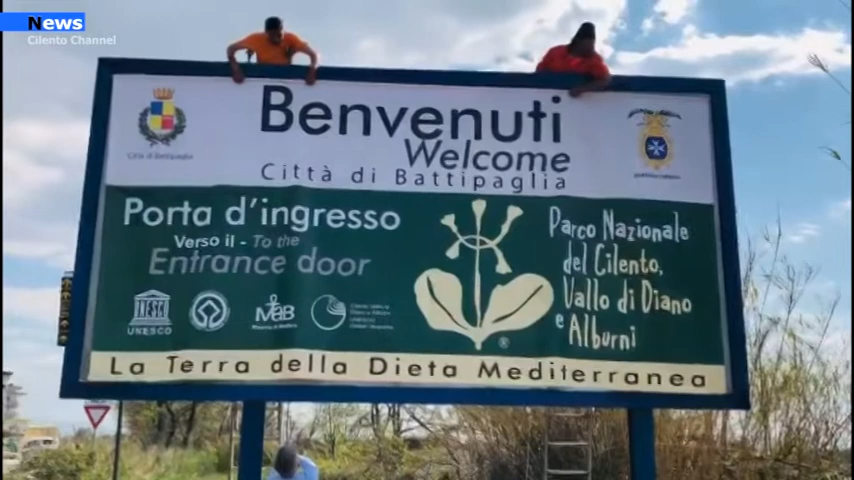 News
Cilento Channel
Benvenuti
Welcome
Città di Battipaglia
Città di Battipaglia
Porta d'ingresso
Verso il - To the
Entrance door
UNESCO
MaB
Parco Nazionale
del Cilento,
Vallo di Diano
e Alburni
®
La Terra della Dieta Mediterranea